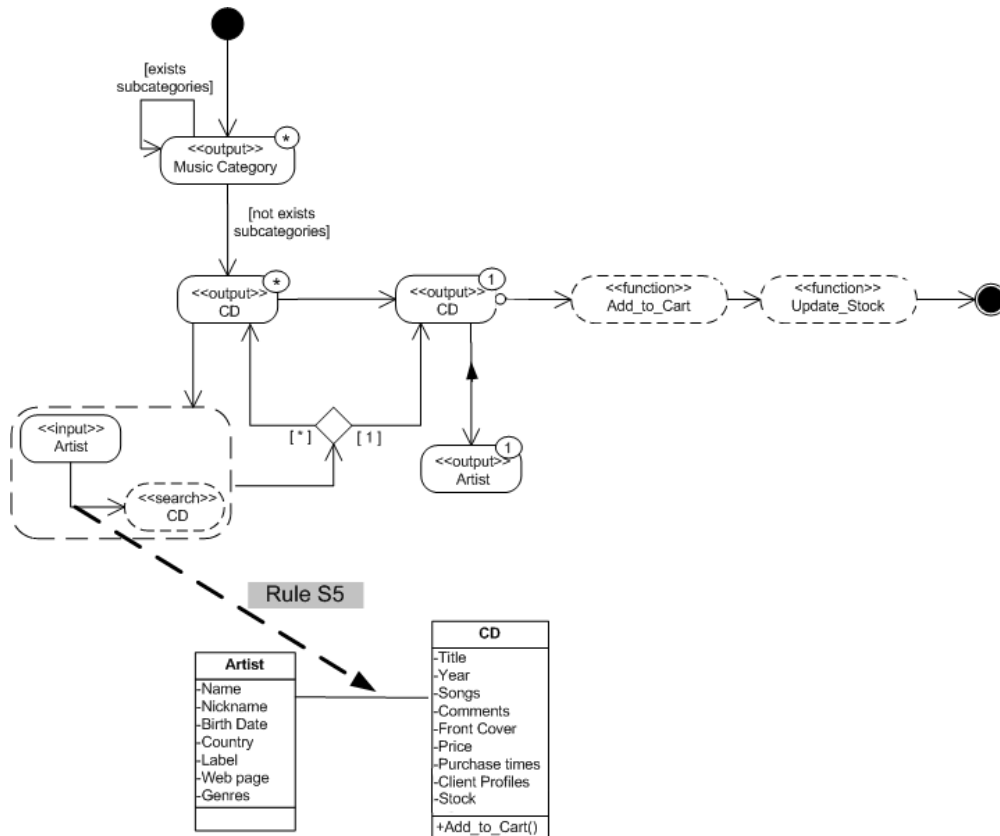 [exists
subcategories]
<<output>>
Music Category
*
[not exists
subcategories]
<<output>>
CD
*
<<output>>
CD
1
<<function>>
Add_to_Cart
<<function>>
Update_Stock
<<input>>
Artist
<<search>>
CD
[ * ]
[ 1 ]
<<output>>
Artist
1
Rule S5
Artist
-Name
-Nickname
-Birth Date
-Country
-Label
-Web page
-Genres
CD
-Title
-Year
-Songs
-Comments
-Front Cover
-Price
-Purchase times
-Client Profiles
-Stock
+Add_to_Cart()